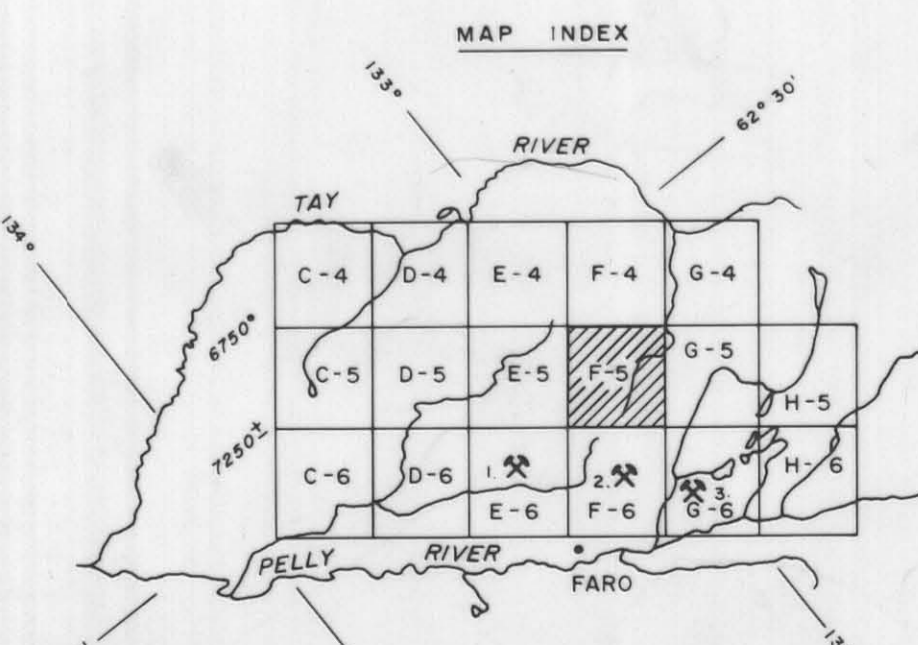 MAP INDEX
133°
62° 30'
RIVER
TAY
134°
C-4 D-4 E-4 F-4 G-4
6750°
C-5 D-5 E-5 F-5 G-5
H-5
7250±
C-6 D-6 1. 2. 3. H-6
E-6 F-6 G-6
PELLY RIVER
FARO